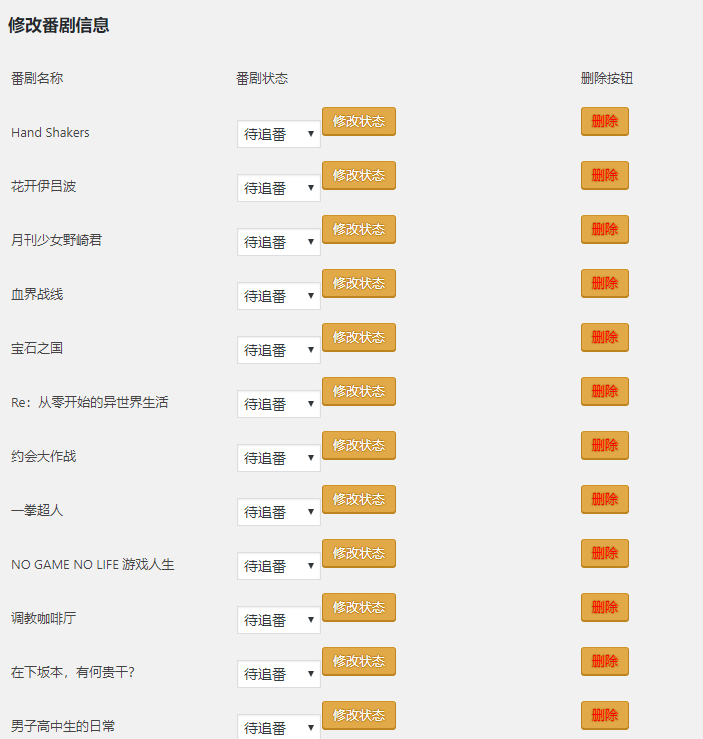 修改番剧信息
番剧名称 番剧状态 删除按钮
Hand Shakers 待追番 修改状态 删除
花开伊吕波 待追番 修改状态 删除
月刊少女野崎君 待追番 修改状态 删除
血界战线 待追番 修改状态 删除
宝石之国 待追番 修改状态 删除
Re：从零开始的异世界生活 待追番 修改状态 删除
约会大作战 待追番 修改状态 删除
一拳超人 待追番 修改状态 删除
NO GAME NO LIFE 游戏人生 待追番 修改状态 删除
调教咖啡厅 待追番 修改状态 删除
在下坂本，有何贵干？ 待追番 修改状态 删除
男子高中生的日常 待追番 修改状态 删除